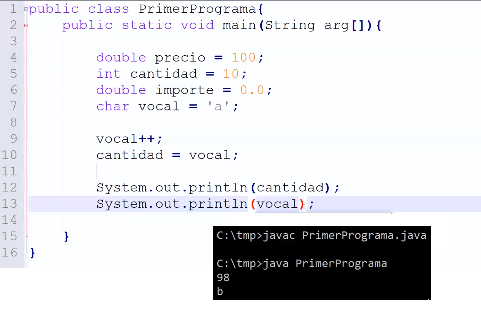 1 public class PrimerPrograma{
2 public static void main(String arg[]){
3
4 double precio = 100;
5 int cantidad = 10;
6 double importe = 0.0;
7 char vocal = 'a';
8
9 vocal++;
10 cantidad = vocal;
11
12 System.out.println(cantidad);
13 System.out.println(vocal);
14
15 }
16 }
C:\tmp>javac PrimerPrograma.java
C:\tmp>java PrimerPrograma
98
b